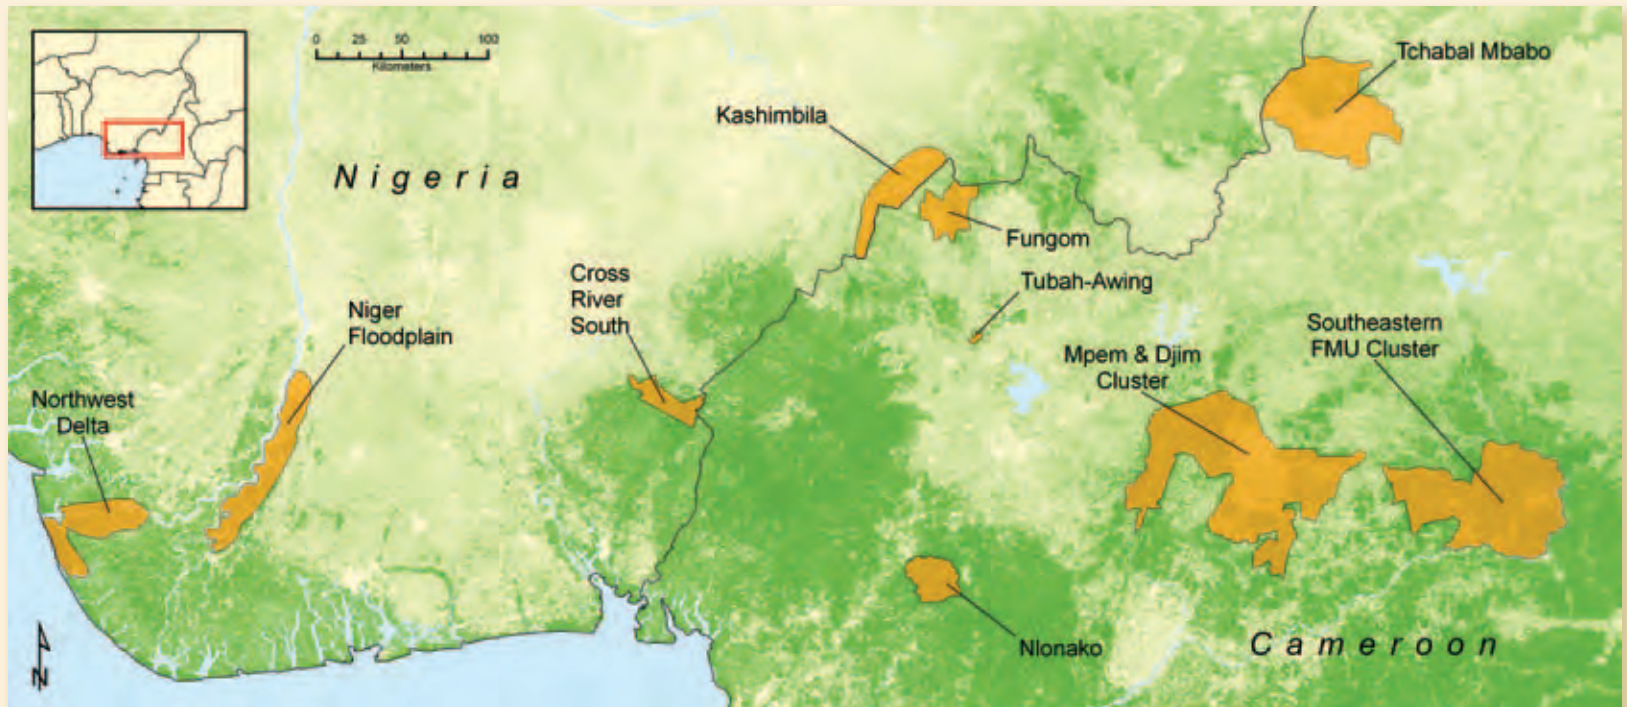 0 25 50 100
Kilometers
Tchabal Mbabo
Kashimbila
Nigeria
Fungom
Cross
River
South
Tubah-Awing
Niger
Floodplain
Southeastern
FMU Cluster
Mpem & Djim
Cluster
Northwest
Delta
Nlonako
Cameroon
N